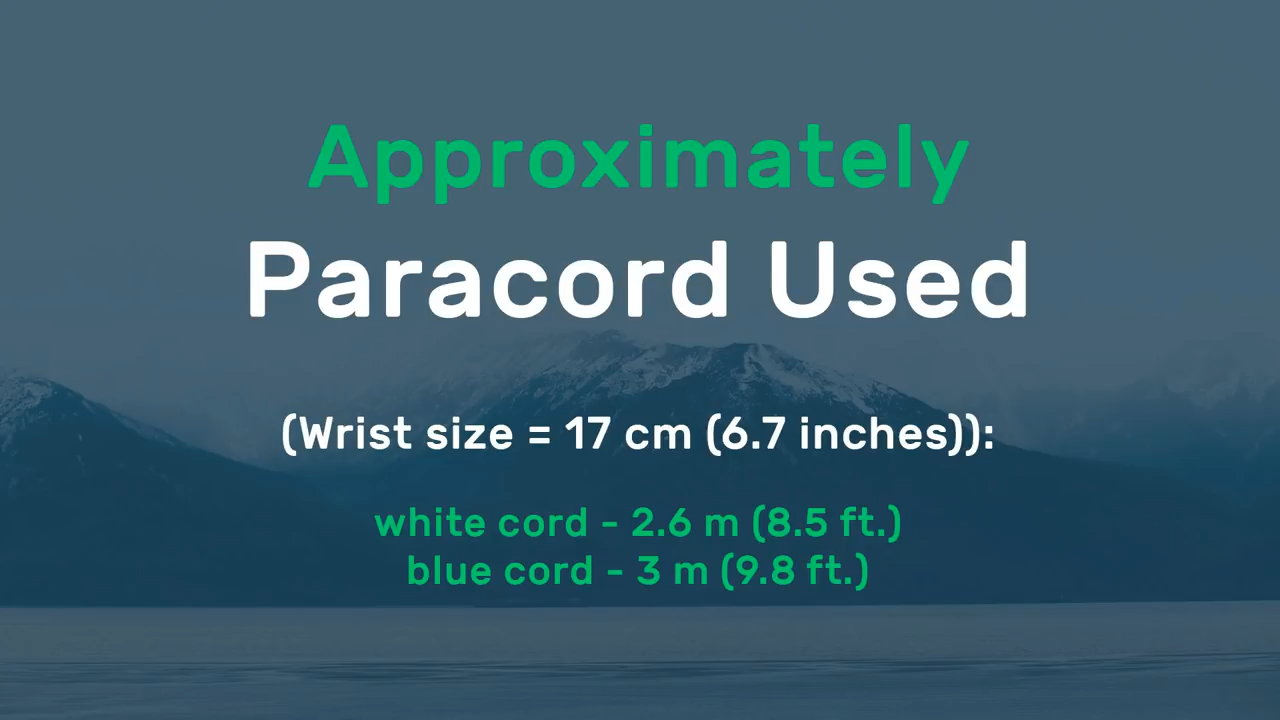 Approximately
Paracord Used
(Wrist size = 17 cm (6.7 inches)):
white cord - 2.6 m (8.5 ft.)
blue cord - 3 m (9.8 ft.)